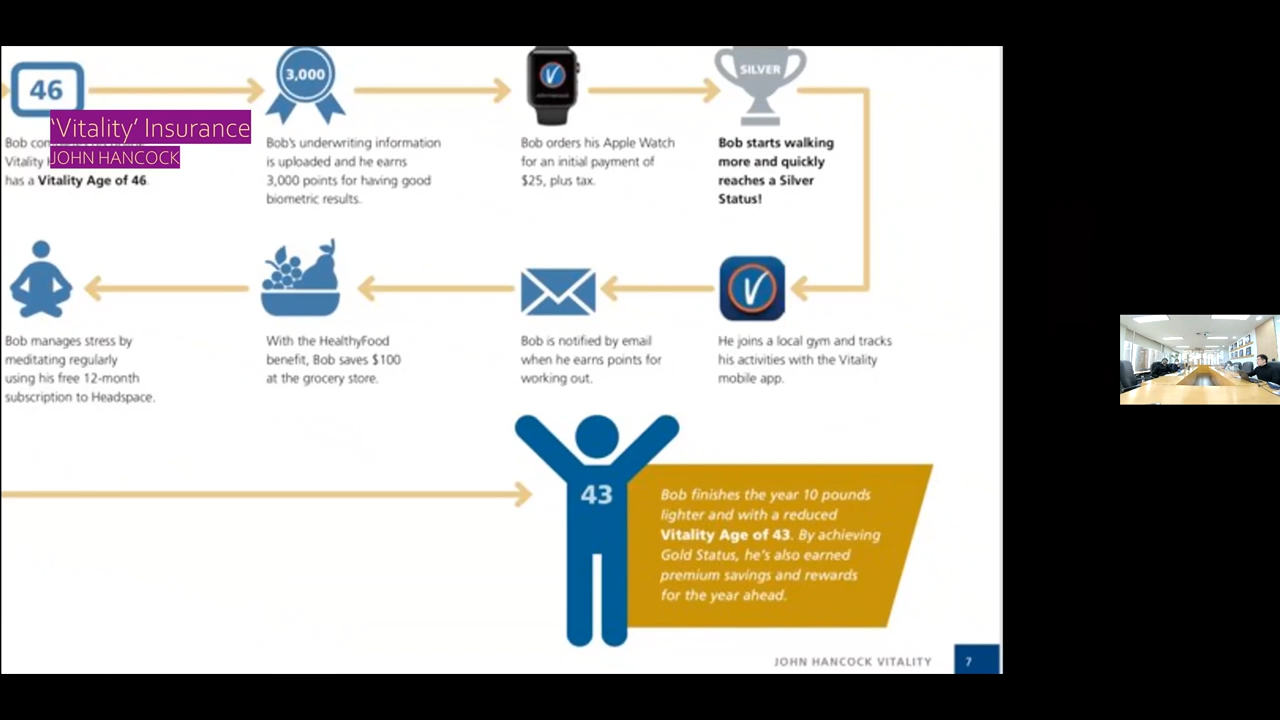 46
3,000
SILVER
'Vitality' Insurance
JOHN HANCOCK
Bob
Vitality
has a Vitality Age of 46.
Bob's underwriting information
is uploaded and he earns
3,000 points for having good
biometric results.
Bob orders his Apple Watch
for an initial payment of
$25, plus tax.
Bob starts walking
more and quickly
reaches a Silver
Status!
Bob manages stress by
meditating regularly
using his free 12-month
subscription to Headspace.
With the HealthyFood
benefit, Bob saves $100
at the grocery store.
Bob is notified by email
when he earns points for
working out.
He joins a local gym and tracks
his activities with the Vitality
mobile app.
43
Bob finishes the year 10 pounds
lighter and with a reduced
Vitality Age of 43. By achieving
Gold Status, he's also earned
premium savings and rewards
for the year ahead.
JOHN HANCOCK VITALITY
7